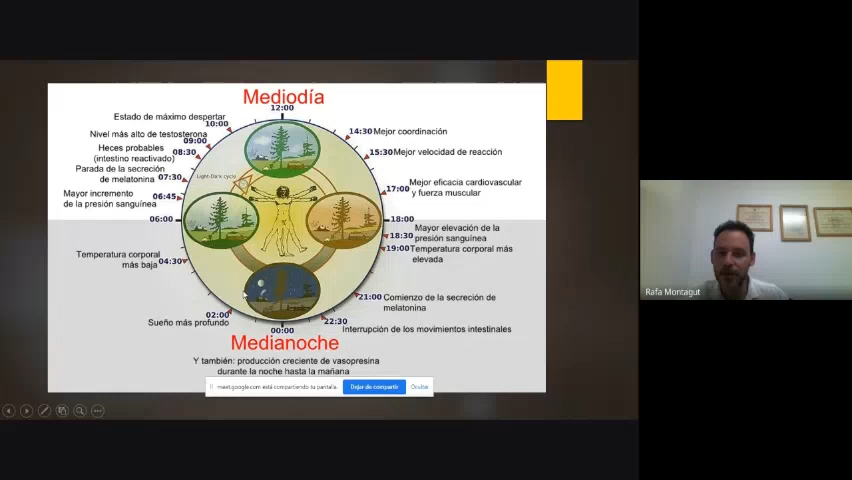 Mediodía
12:00
Estado de máximo despertar
10:00
Nivel más alto de testosterona
09:00
Heces probables
(intestino reactivado)
08:30
Parada de la secreción
de melatonina
07:30
Mayor incremento
de la presión sanguínea
06:45
06:00
Temperatura corporal
más baja
04:30
02:00
Sueño más profundo
Light-Dark cycle
14:30 Mejor coordinación
15:30 Mejor velocidad de reacción
17:00
Mejor eficacia cardiovascular
y fuerza muscular
18:00
Mayor elevación de la
presión sanguínea
18:30
19:00 Temperatura corporal más
elevada
21:00 Comienzo de la secreción de
melatonina
22:30
Interrupción de los movimientos intestinales
00:00
Medianoche
Y también: producción creciente de vasopresina
durante la noche hasta la mañana
meet.google.com está compartiendo tu pantalla.
Dejar de compartir
Ocultar
Rafa Montagut